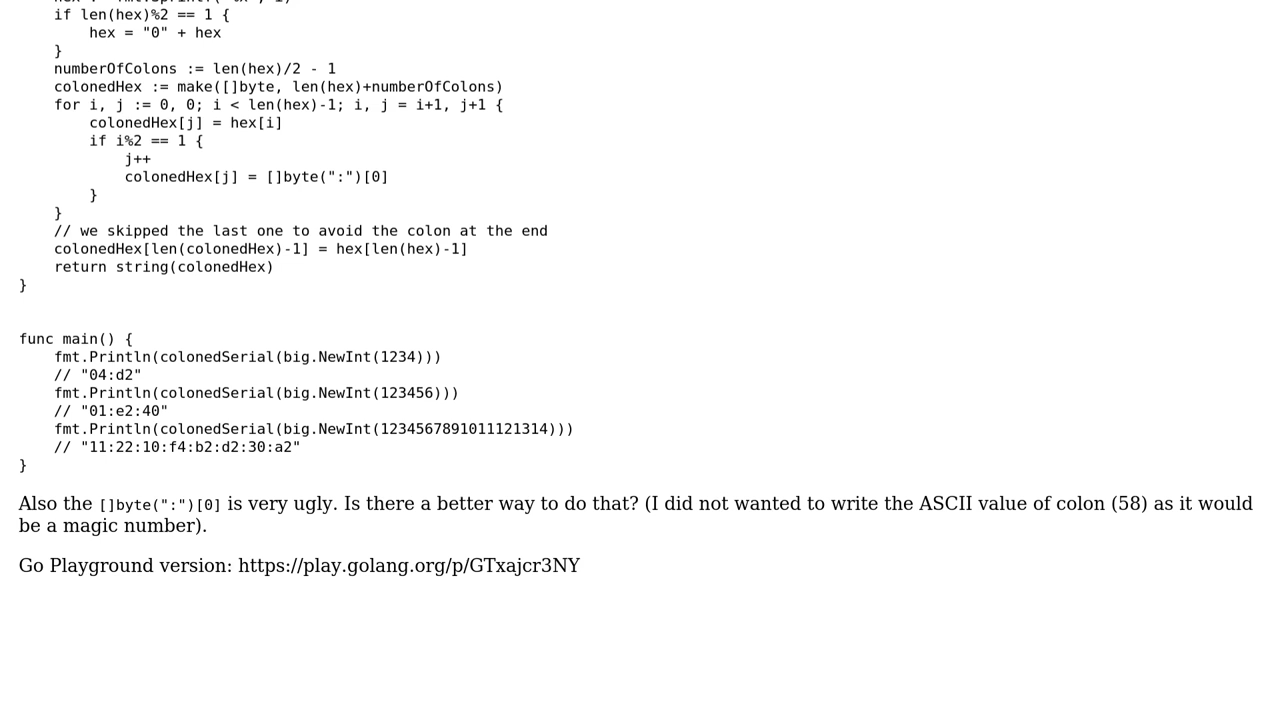 if len(hex)%2 == 1 {
        hex = "0" + hex
    }
    numberOfColons := len(hex)/2 - 1
    colonedHex := make([]byte, len(hex)+numberOfColons)
    for i, j := 0, 0; i < len(hex)-1; i, j = i+1, j+1 {
        colonedHex[j] = hex[i]
        if i%2 == 1 {
            j++
            colonedHex[j] = []byte(":")[0]
        }
    }
    // we skipped the last one to avoid the colon at the end
    colonedHex[len(colonedHex)-1] = hex[len(hex)-1]
    return string(colonedHex)
}
func main() {
    fmt.Println(colonedSerial(big.NewInt(1234)))
    // "04:d2"
    fmt.Println(colonedSerial(big.NewInt(123456)))
    // "01:e2:40"
    fmt.Println(colonedSerial(big.NewInt(1234567891011121314)))
    // "11:22:10:f4:b2:d2:30:a2"
}
Also the []byte(":")[0] is very ugly. Is there a better way to do that? (I did not wanted to write the ASCII value of colon (58) as it would
be a magic number).
Go Playground version: https://play.golang.org/p/GTxajcr3NY